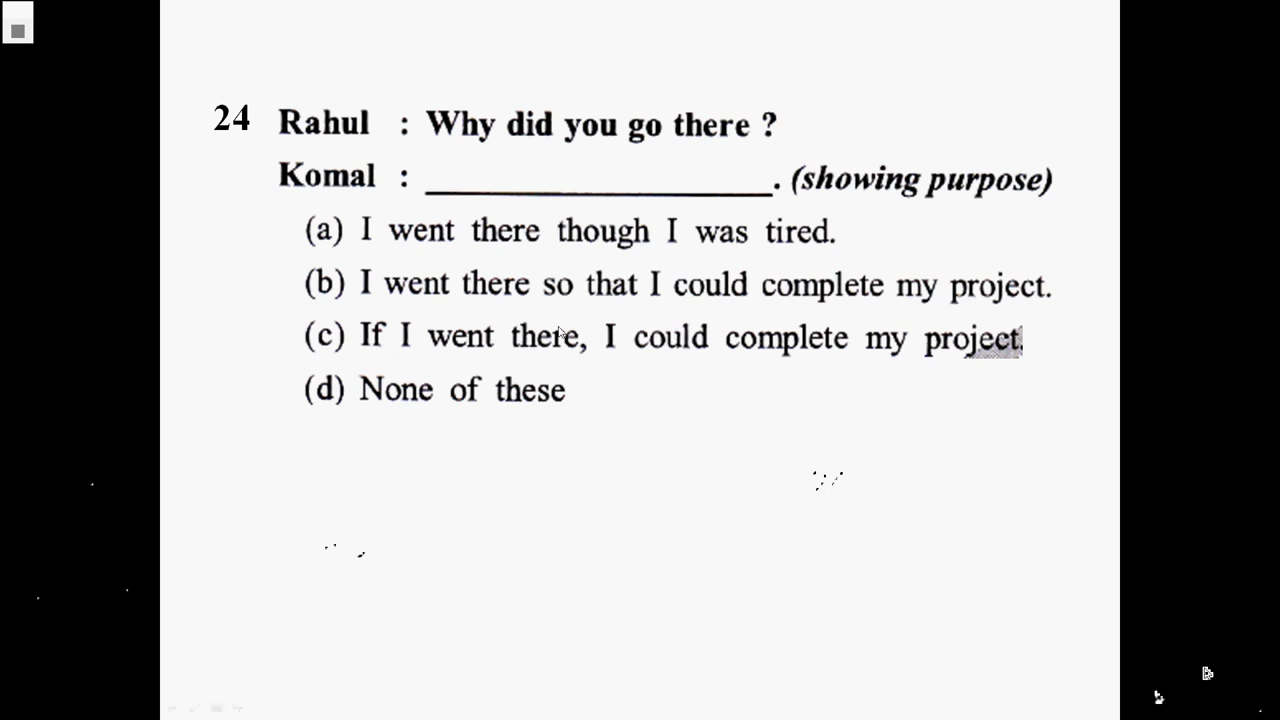 24 Rahul : Why did you go there ?
Komal : ____________________. (showing purpose)
(a) I went there though I was tired.
(b) I went there so that I could complete my project.
(c) If I went there, I could complete my project.
(d) None of these